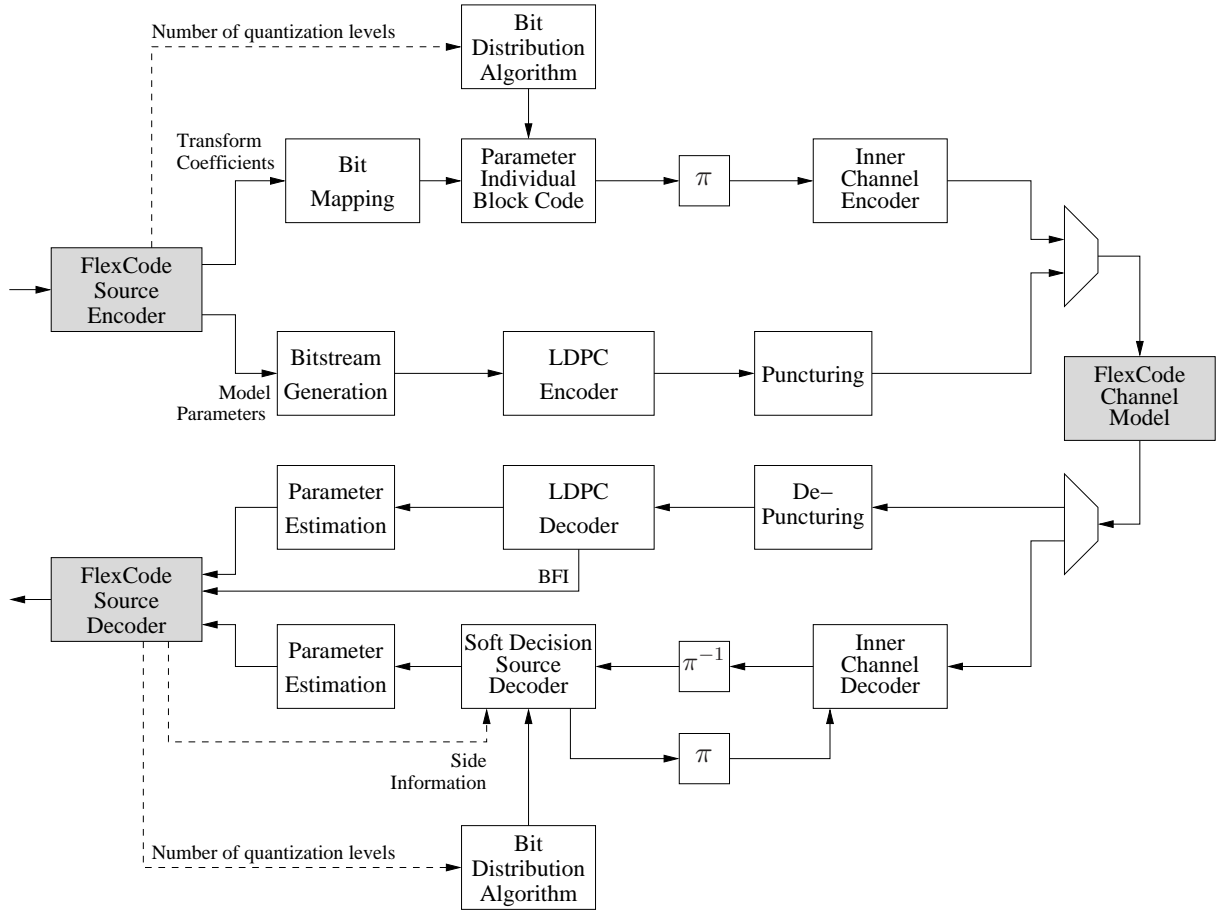 Number of quantization levels
Bit
Distribution
Algorithm
Transform
Coefficients
Bit
Mapping
Parameter
Individual
Block Code
π
Inner
Channel
Encoder
FlexCode
Source
Encoder
Model
Parameters
Bitstream
Generation
LDPC
Encoder
Puncturing
FlexCode
Channel
Model
Parameter
Estimation
LDPC
Decoder
De–
Puncturing
BFI
FlexCode
Source
Decoder
Parameter
Estimation
Soft Decision
Source
Decoder
π−1
Inner
Channel
Decoder
Side
Information
π
Number of quantization levels
Bit
Distribution
Algorithm